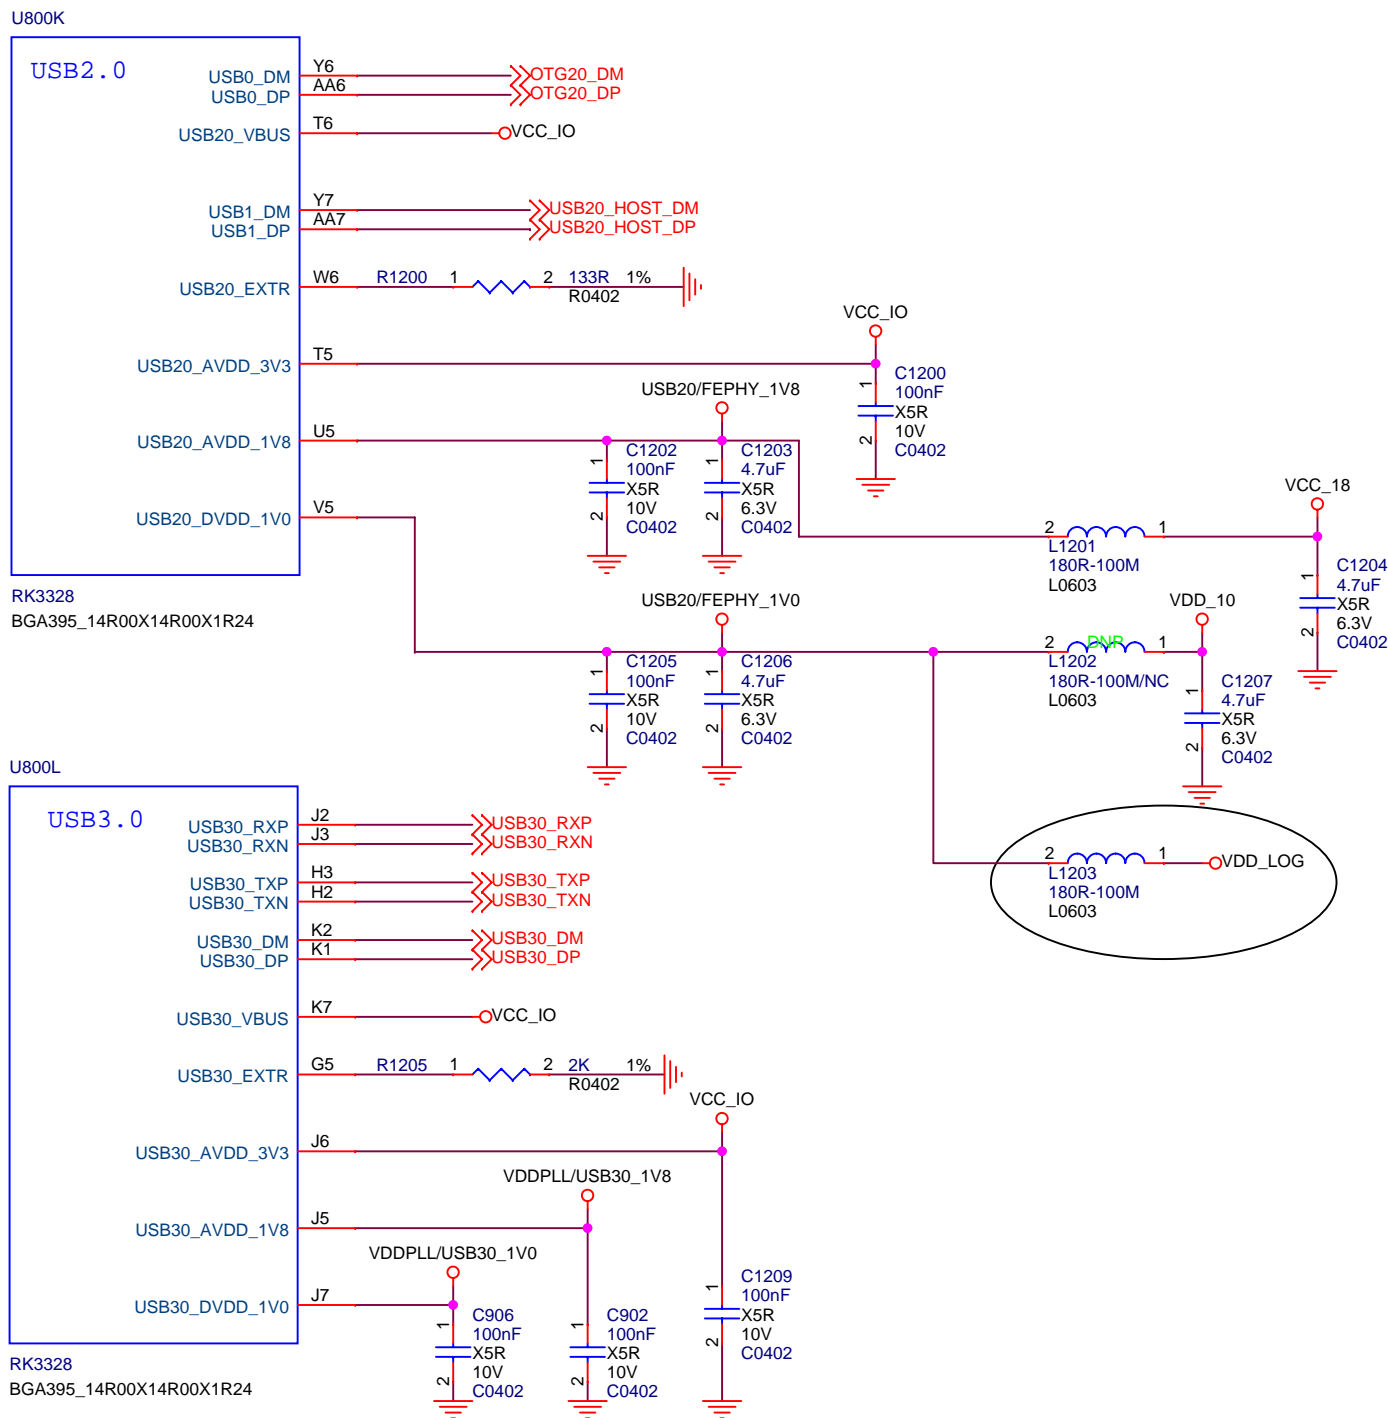 U800K
USB2.0
USB0_DM Y6 OTG20_DM
USB0_DP AA6 OTG20_DP
USB20_VBUS T6 VCC_IO
USB1_DM Y7 USB20_HOST_DM
USB1_DP AA7 USB20_HOST_DP
USB20_EXTR W6 R1200 1 2 133R 1%
R0402
VCC_IO
USB20_AVDD_3V3 T5
1 C1200
100nF
X5R
10V
2 C0402
USB20/FEPHY_1V8
USB20_AVDD_1V8 U5
1 C1202
100nF
X5R
10V
2 C0402
1 C1203
4.7uF
X5R
6.3V
2 C0402
VCC_18
2 1
L1201
180R-100M
L0603
1 C1204
4.7uF
X5R
6.3V
2 C0402
USB20_DVDD_1V0 V5
RK3328
BGA395_14R00X14R00X1R24
USB20/FEPHY_1V0
VDD_10
1 C1205
100nF
X5R
10V
2 C0402
1 C1206
4.7uF
X5R
6.3V
2 C0402
2 DNP 1
L1202
180R-100M/NC
L0603
1 C1207
4.7uF
X5R
6.3V
2 C0402
2 1 VDD_LOG
L1203
180R-100M
L0603
U800L
USB3.0
USB30_RXP J2 USB30_RXP
USB30_RXN J3 USB30_RXN
USB30_TXP H3 USB30_TXP
USB30_TXN H2 USB30_TXN
USB30_DM K2 USB30_DM
USB30_DP K1 USB30_DP
USB30_VBUS K7 VCC_IO
USB30_EXTR G5 R1205 1 2 2K 1%
R0402
VCC_IO
USB30_AVDD_3V3 J6
VDDPLL/USB30_1V8
USB30_AVDD_1V8 J5
VDDPLL/USB30_1V0
USB30_DVDD_1V0 J7
1 C906
100nF
X5R
10V
2 C0402
1 C902
100nF
X5R
10V
2 C0402
1 C1209
100nF
X5R
10V
2 C0402
RK3328
BGA395_14R00X14R00X1R24